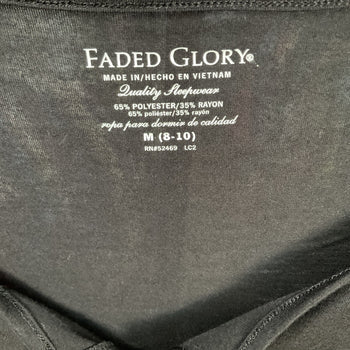 FADED GLORY®
MADE IN/HECHO EN VIETNAM
Quality Sleepwear
65% POLYESTER/35% RAYON
65% poliéster/35% rayón
ropa para dormir de calidad
M (8-10)
RN#52469 LC2